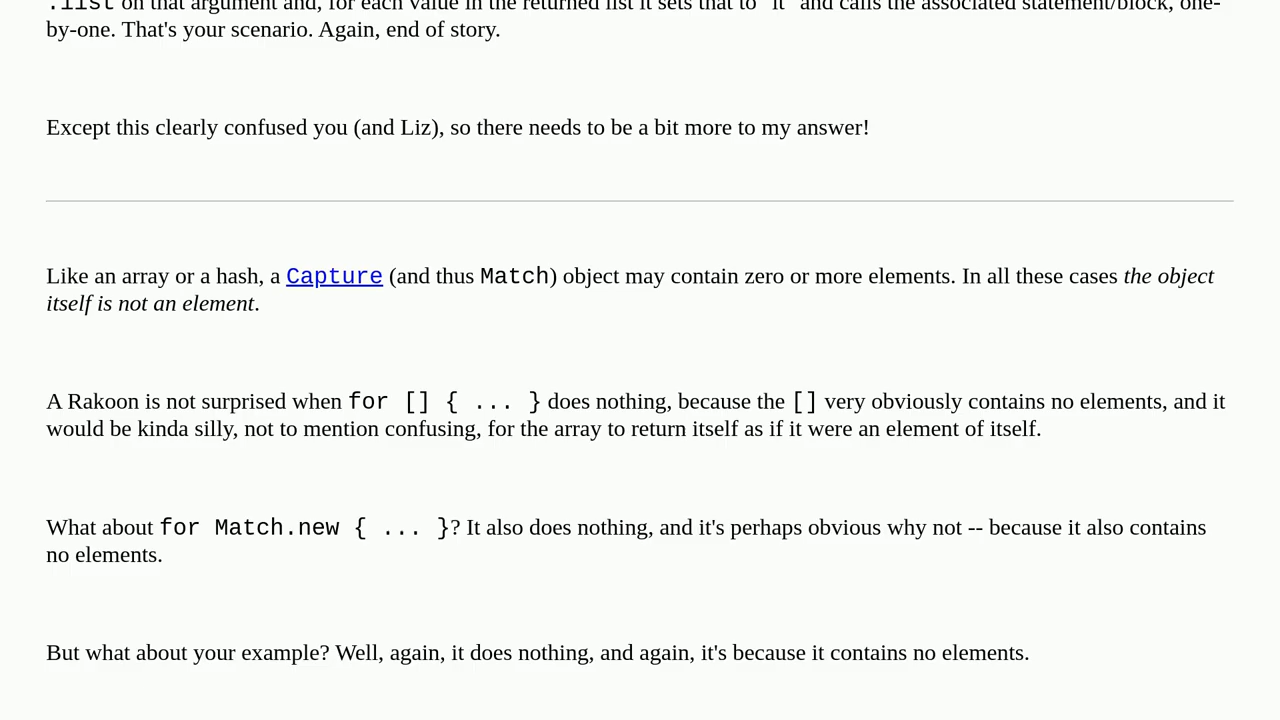 .list on that argument and, for each value in the returned list it sets that to "it" and calls the associated statement/block, one-
by-one. That's your scenario. Again, end of story.
Except this clearly confused you (and Liz), so there needs to be a bit more to my answer!
Like an array or a hash, a Capture (and thus Match) object may contain zero or more elements. In all these cases the object
itself is not an element.
A Rakoon is not surprised when for [] { ... } does nothing, because the [] very obviously contains no elements, and it
would be kinda silly, not to mention confusing, for the array to return itself as if it were an element of itself.
What about for Match.new { ... }? It also does nothing, and it's perhaps obvious why not -- because it also contains
no elements.
But what about your example? Well, again, it does nothing, and again, it's because it contains no elements.